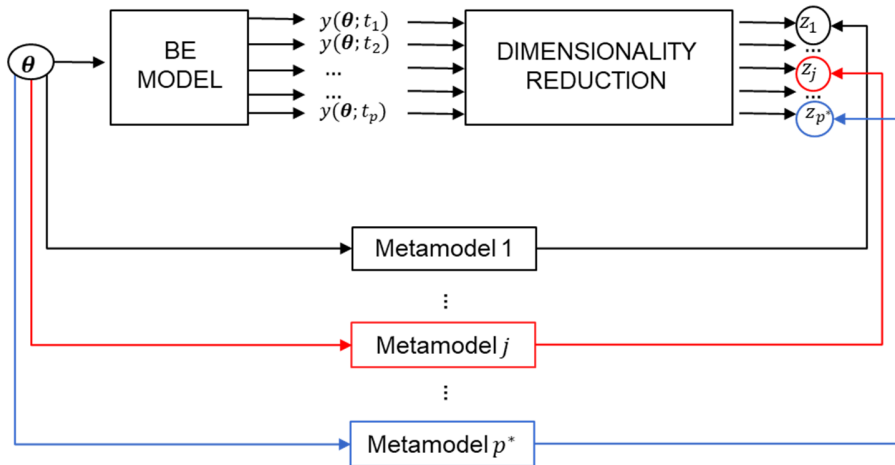 θ
BE
MODEL
y(θ; t₁)
y(θ; t₂)
...
...
y(θ; tₚ)
DIMENSIONALITY
REDUCTION
z₁
...
zⱼ
...
zₚ*
Metamodel 1
⋮
Metamodel j
⋮
Metamodel p*